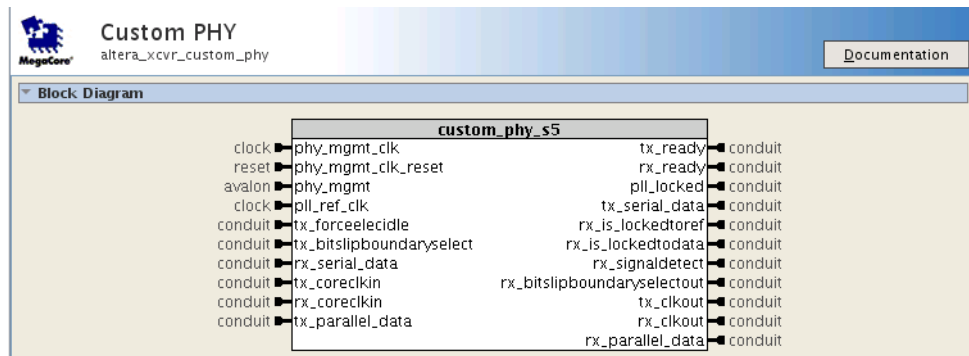 Custom PHY
MegaCore® altera_xcvr_custom_phy
Documentation
Block Diagram
custom_phy_s5
clock phy_mgmt_clk tx_ready conduit
reset phy_mgmt_clk_reset rx_ready conduit
avalon phy_mgmt pll_locked conduit
clock pll_ref_clk tx_serial_data conduit
conduit tx_forceelecidle rx_is_lockedtoref conduit
conduit tx_bitslipboundaryselect rx_is_lockedtodata conduit
conduit rx_serial_data rx_signaldetect conduit
conduit tx_coreclkin rx_bitslipboundaryselectout conduit
conduit rx_coreclkin tx_clkout conduit
conduit tx_parallel_data rx_clkout conduit
rx_parallel_data conduit